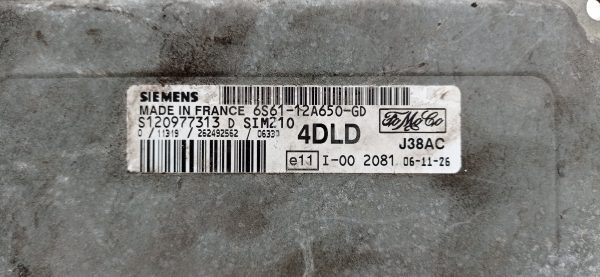 SIEMENS
MADE IN FRANCE 6S61-12A650-GD
S120977313 D SIM210
0 / 11319 / 262492562 / 06330
4DLD
FoMoCo
J38AC
e11 I-00 2081 06-11-26